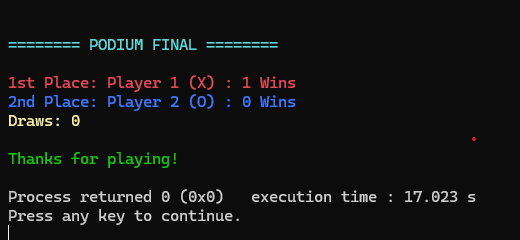 ======== PODIUM FINAL ========
1st Place: Player 1 (X) : 1 Wins
2nd Place: Player 2 (O) : 0 Wins
Draws: 0
Thanks for playing!
Process returned 0 (0x0)   execution time : 17.023 s
Press any key to continue.